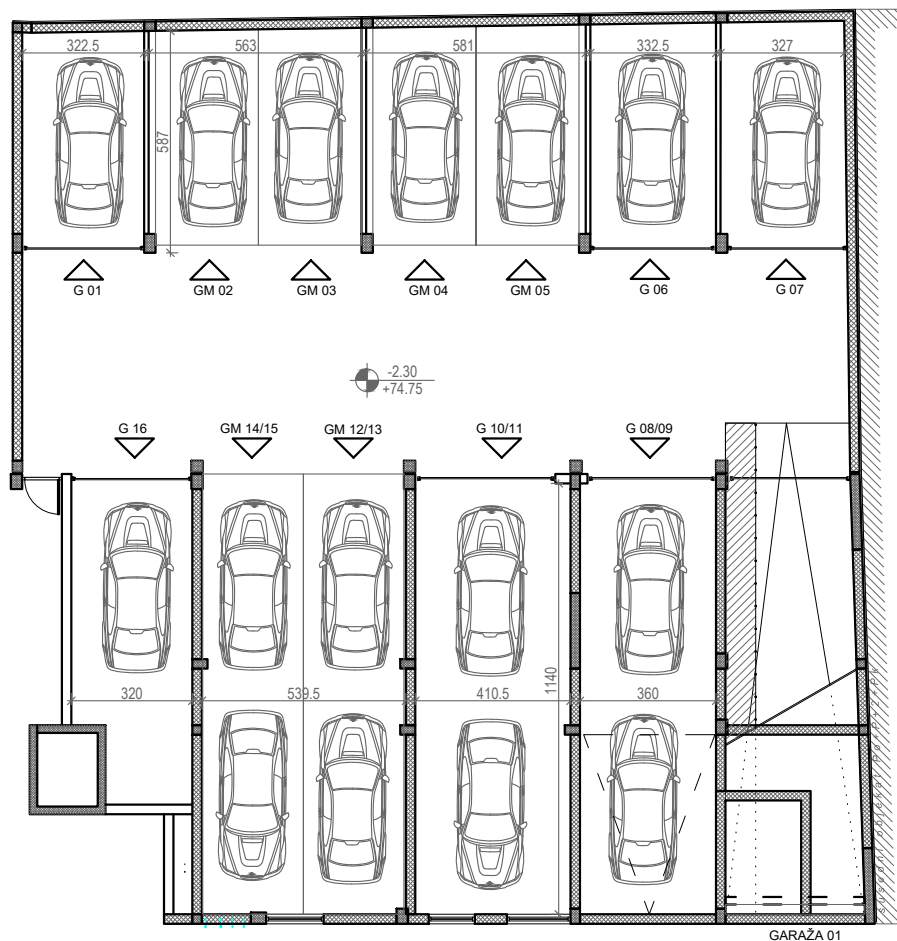 322.5 563 581 332.5 327
587
G 01 GM 02 GM 03 GM 04 GM 05 G 06 G 07
-2.30
+74.75
G 16 GM 14/15 GM 12/13 G 10/11 G 08/09
320 539.5 410.5 360
1140
GARAŽA 01